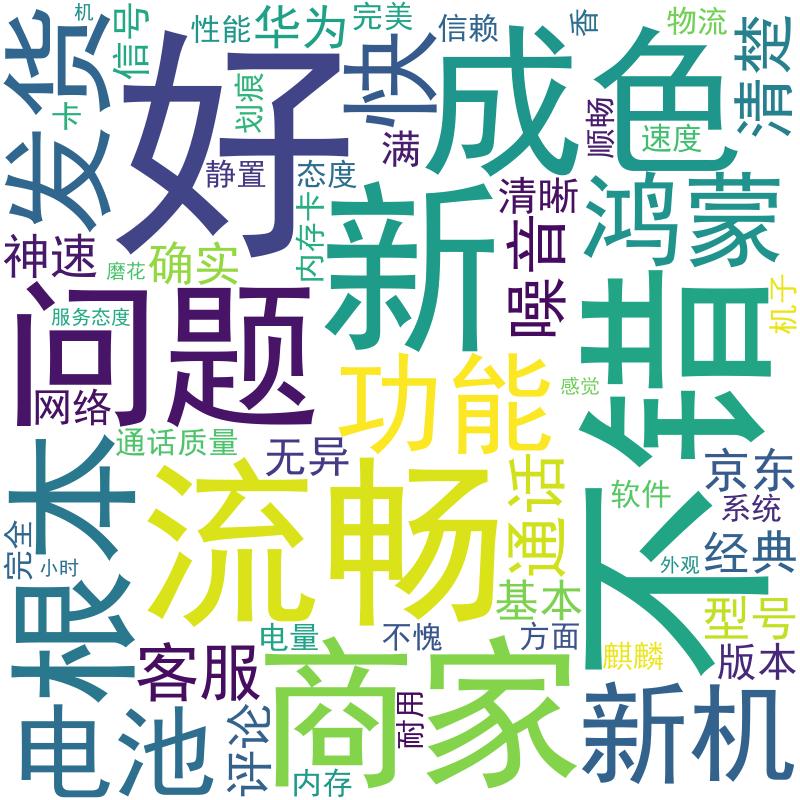 机
性能
华为
完美
信赖
香
物流
发货
信号
好
快
成色
清楚
卡
划痕
满
顺畅
速度
静置
态度
内存卡
新
清晰
鸿蒙
神速
磨花
确实
噪音
机子
服务态度
问题
不错
网络
功能
感觉
通话质量
无异
流畅
通话
软件
京东
系统
根本
完全
小时
外观
经典
基本
型号
电量
不愧
方面
麒麟
版本
客服
商家
耐用
新机
电池
评论
内存